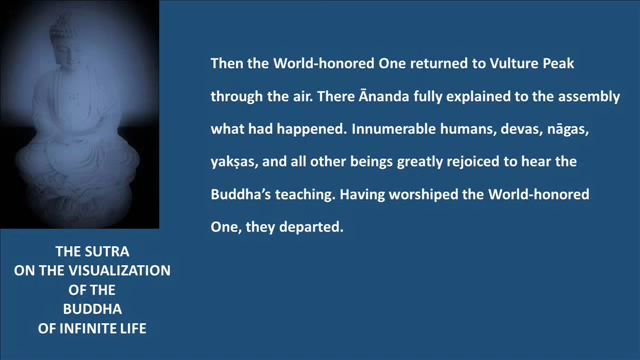 Then the World-honored One returned to Vulture Peak
through the air. There Ānanda fully explained to the assembly
what had happened. Innumerable humans, devas, nāgas,
yakṣas, and all other beings greatly rejoiced to hear the
Buddha’s teaching. Having worshiped the World-honored
One, they departed.
THE SUTRA
ON THE VISUALIZATION
OF THE
BUDDHA
OF INFINITE LIFE